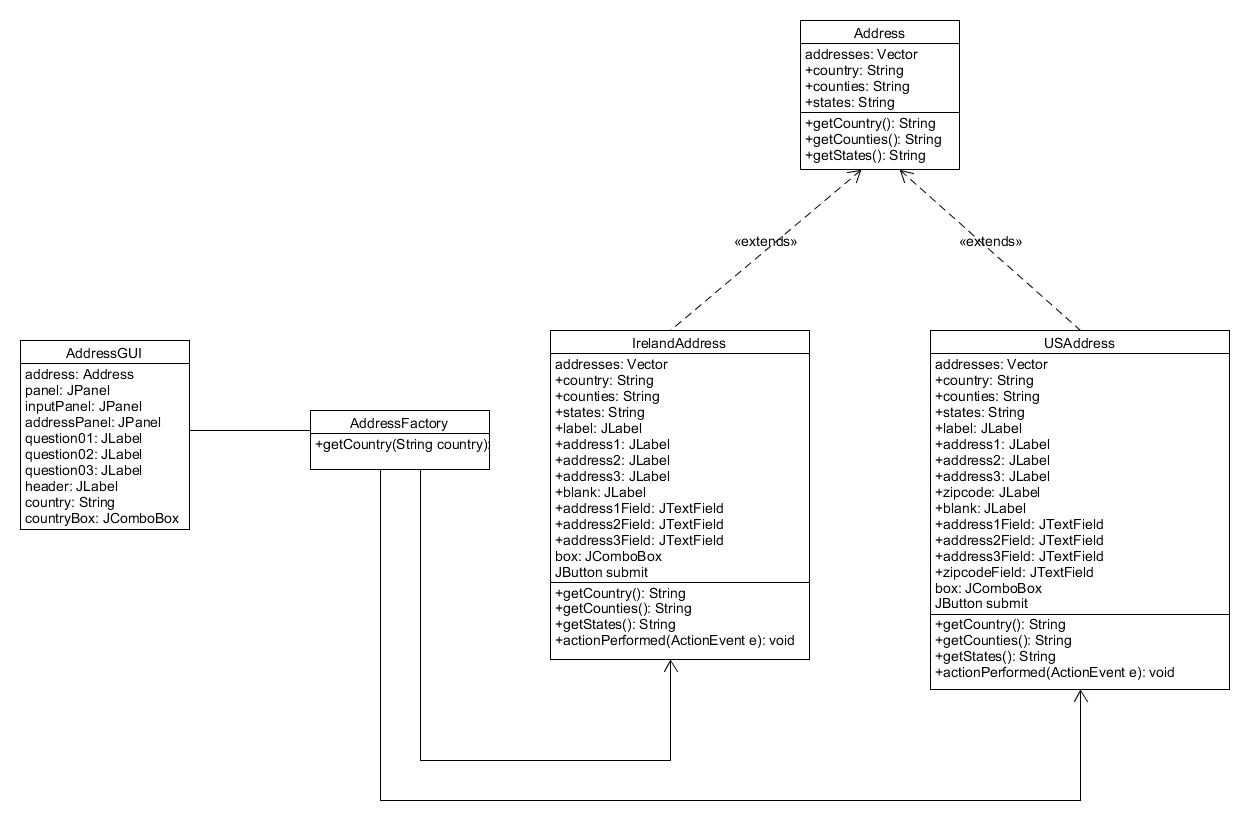 Address
addresses: Vector
+country: String
+counties: String
+states: String
+getCountry(): String
+getCounties(): String
+getStates(): String
«extends»
«extends»
AddressGUI
address: Address
panel: JPanel
inputPanel: JPanel
addressPanel: JPanel
question01: JLabel
question02: JLabel
question03: JLabel
header: JLabel
country: String
countryBox: JComboBox
AddressFactory
+getCountry(String country):
IrelandAddress
addresses: Vector
+country: String
+counties: String
+states: String
+label: JLabel
+address1: JLabel
+address2: JLabel
+address3: JLabel
+blank: JLabel
+address1Field: JTextField
+address2Field: JTextField
+address3Field: JTextField
box: JComboBox
JButton submit
+getCountry(): String
+getCounties(): String
+getStates(): String
+actionPerformed(ActionEvent e): void
USAddress
addresses: Vector
+country: String
+counties: String
+states: String
+label: JLabel
+address1: JLabel
+address2: JLabel
+address3: JLabel
+zipcode: JLabel
+blank: JLabel
+address1Field: JTextField
+address2Field: JTextField
+address3Field: JTextField
+zipcodeField: JTextField
box: JComboBox
JButton submit
+getCountry(): String
+getCounties(): String
+getStates(): String
+actionPerformed(ActionEvent e): void